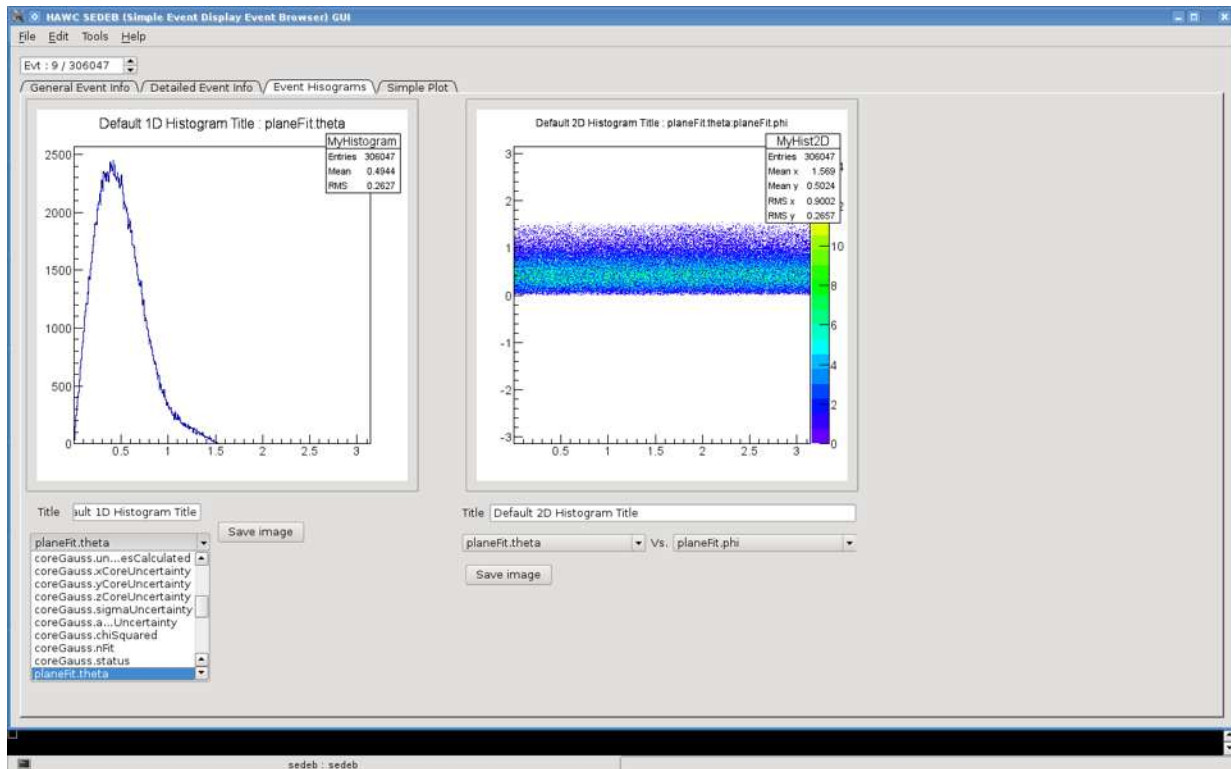 HAWC SEDEB (Simple Event Display Event Browser) GUI
File Edit Tools Help
Evt : 9 / 306047
General Event Info Detailed Event Info Event Hisograms Simple Plot
Default 1D Histogram Title : planeFit.theta
MyHistogram
Entries 306047
Mean 0.4944
RMS 0.2627
2500
2000
1500
1000
500
0
0.5 1 1.5 2 2.5 3
Default 2D Histogram Title : planeFit.theta:planeFit.phi
MyHist2D
Entries 306047
Mean x 1.569
Mean y 0.5024
RMS x 0.9002
RMS y 0.2657
3
2
1
0
-1
-2
-3
0.5 1 1.5 2 2.5 3
10
8
6
4
2
0
Title ault 1D Histogram Title
Save image
planeFit.theta
coreGauss.un...esCalculated
coreGauss.xCoreUncertainty
coreGauss.yCoreUncertainty
coreGauss.zCoreUncertainty
coreGauss.sigmaUncertainty
coreGauss.a...Uncertainty
coreGauss.chiSquared
coreGauss.nFit
coreGauss.status
planeFit.theta
Title Default 2D Histogram Title
planeFit.theta Vs. planeFit.phi
Save image
sedeb : sedeb